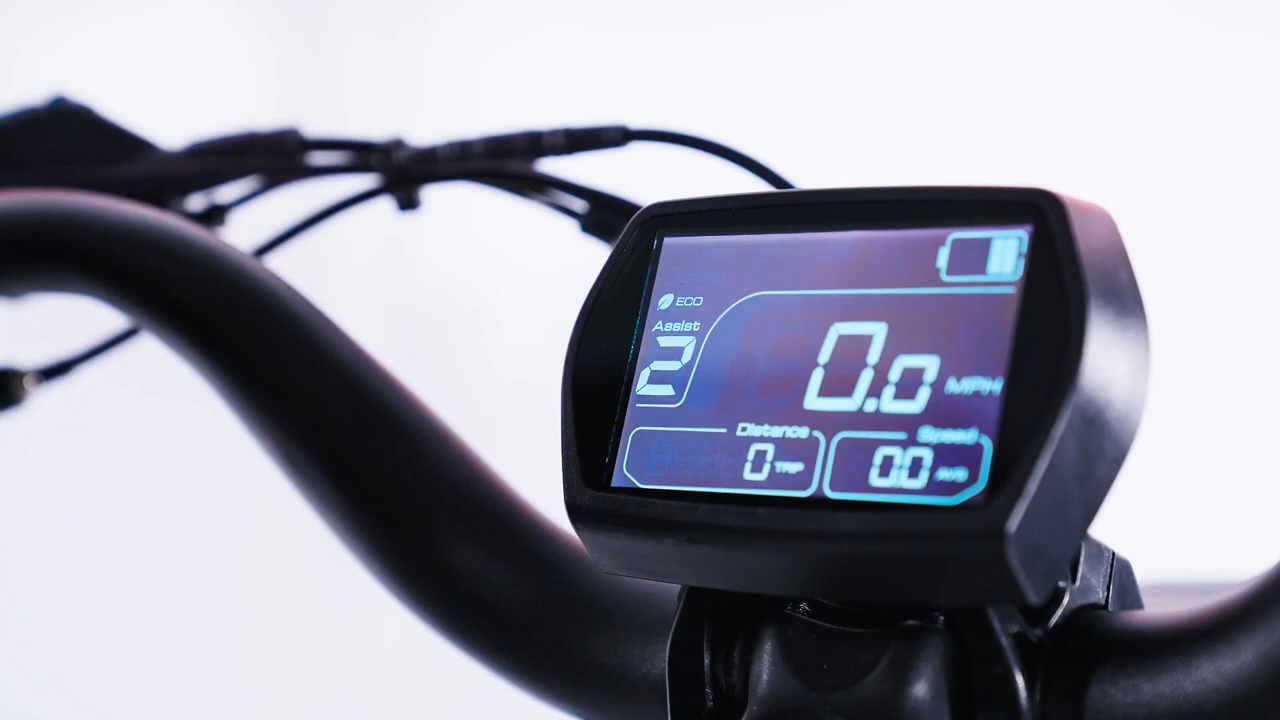 ECO
Assist
2
0.0 MPH
Distance
0 TRIP
Speed
0.0 AVG